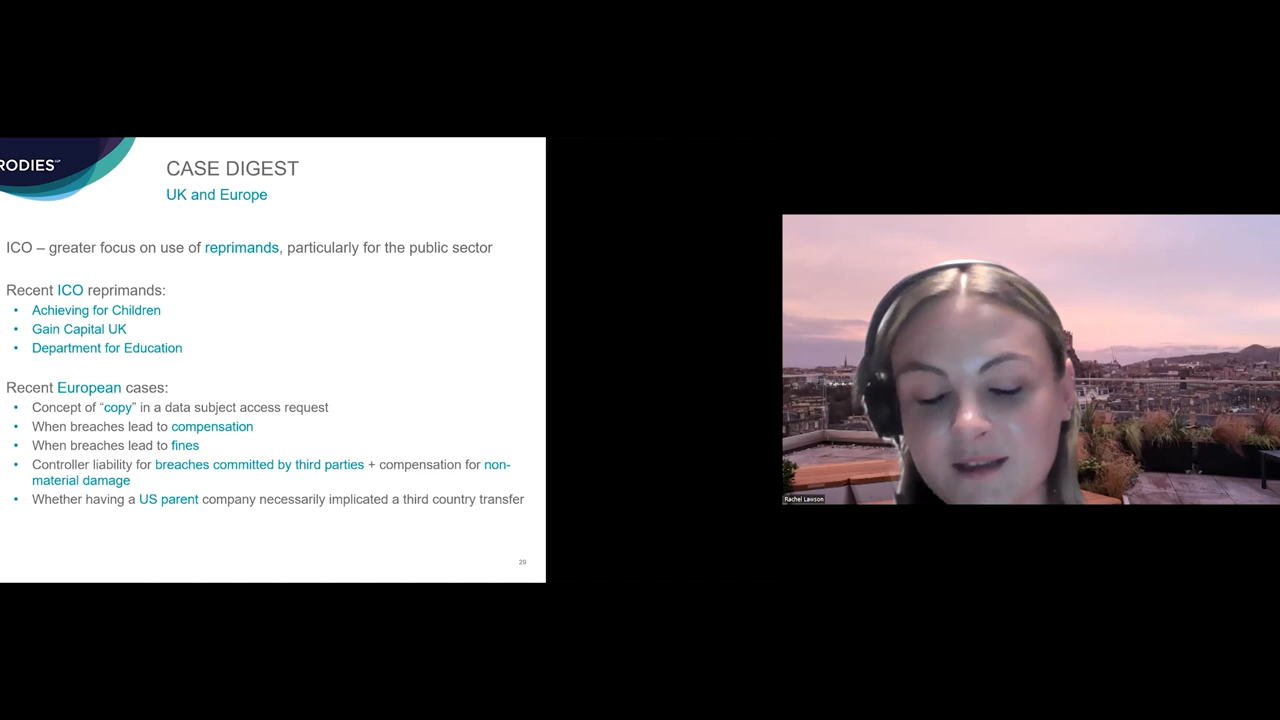 RODIES LLP
CASE DIGEST
UK and Europe
ICO – greater focus on use of reprimands, particularly for the public sector
Recent ICO reprimands:
• Achieving for Children
• Gain Capital UK
• Department for Education
Recent European cases:
• Concept of “copy” in a data subject access request
• When breaches lead to compensation
• When breaches lead to fines
• Controller liability for breaches committed by third parties + compensation for non-
material damage
• Whether having a US parent company necessarily implicated a third country transfer
29
Rachel Lawson